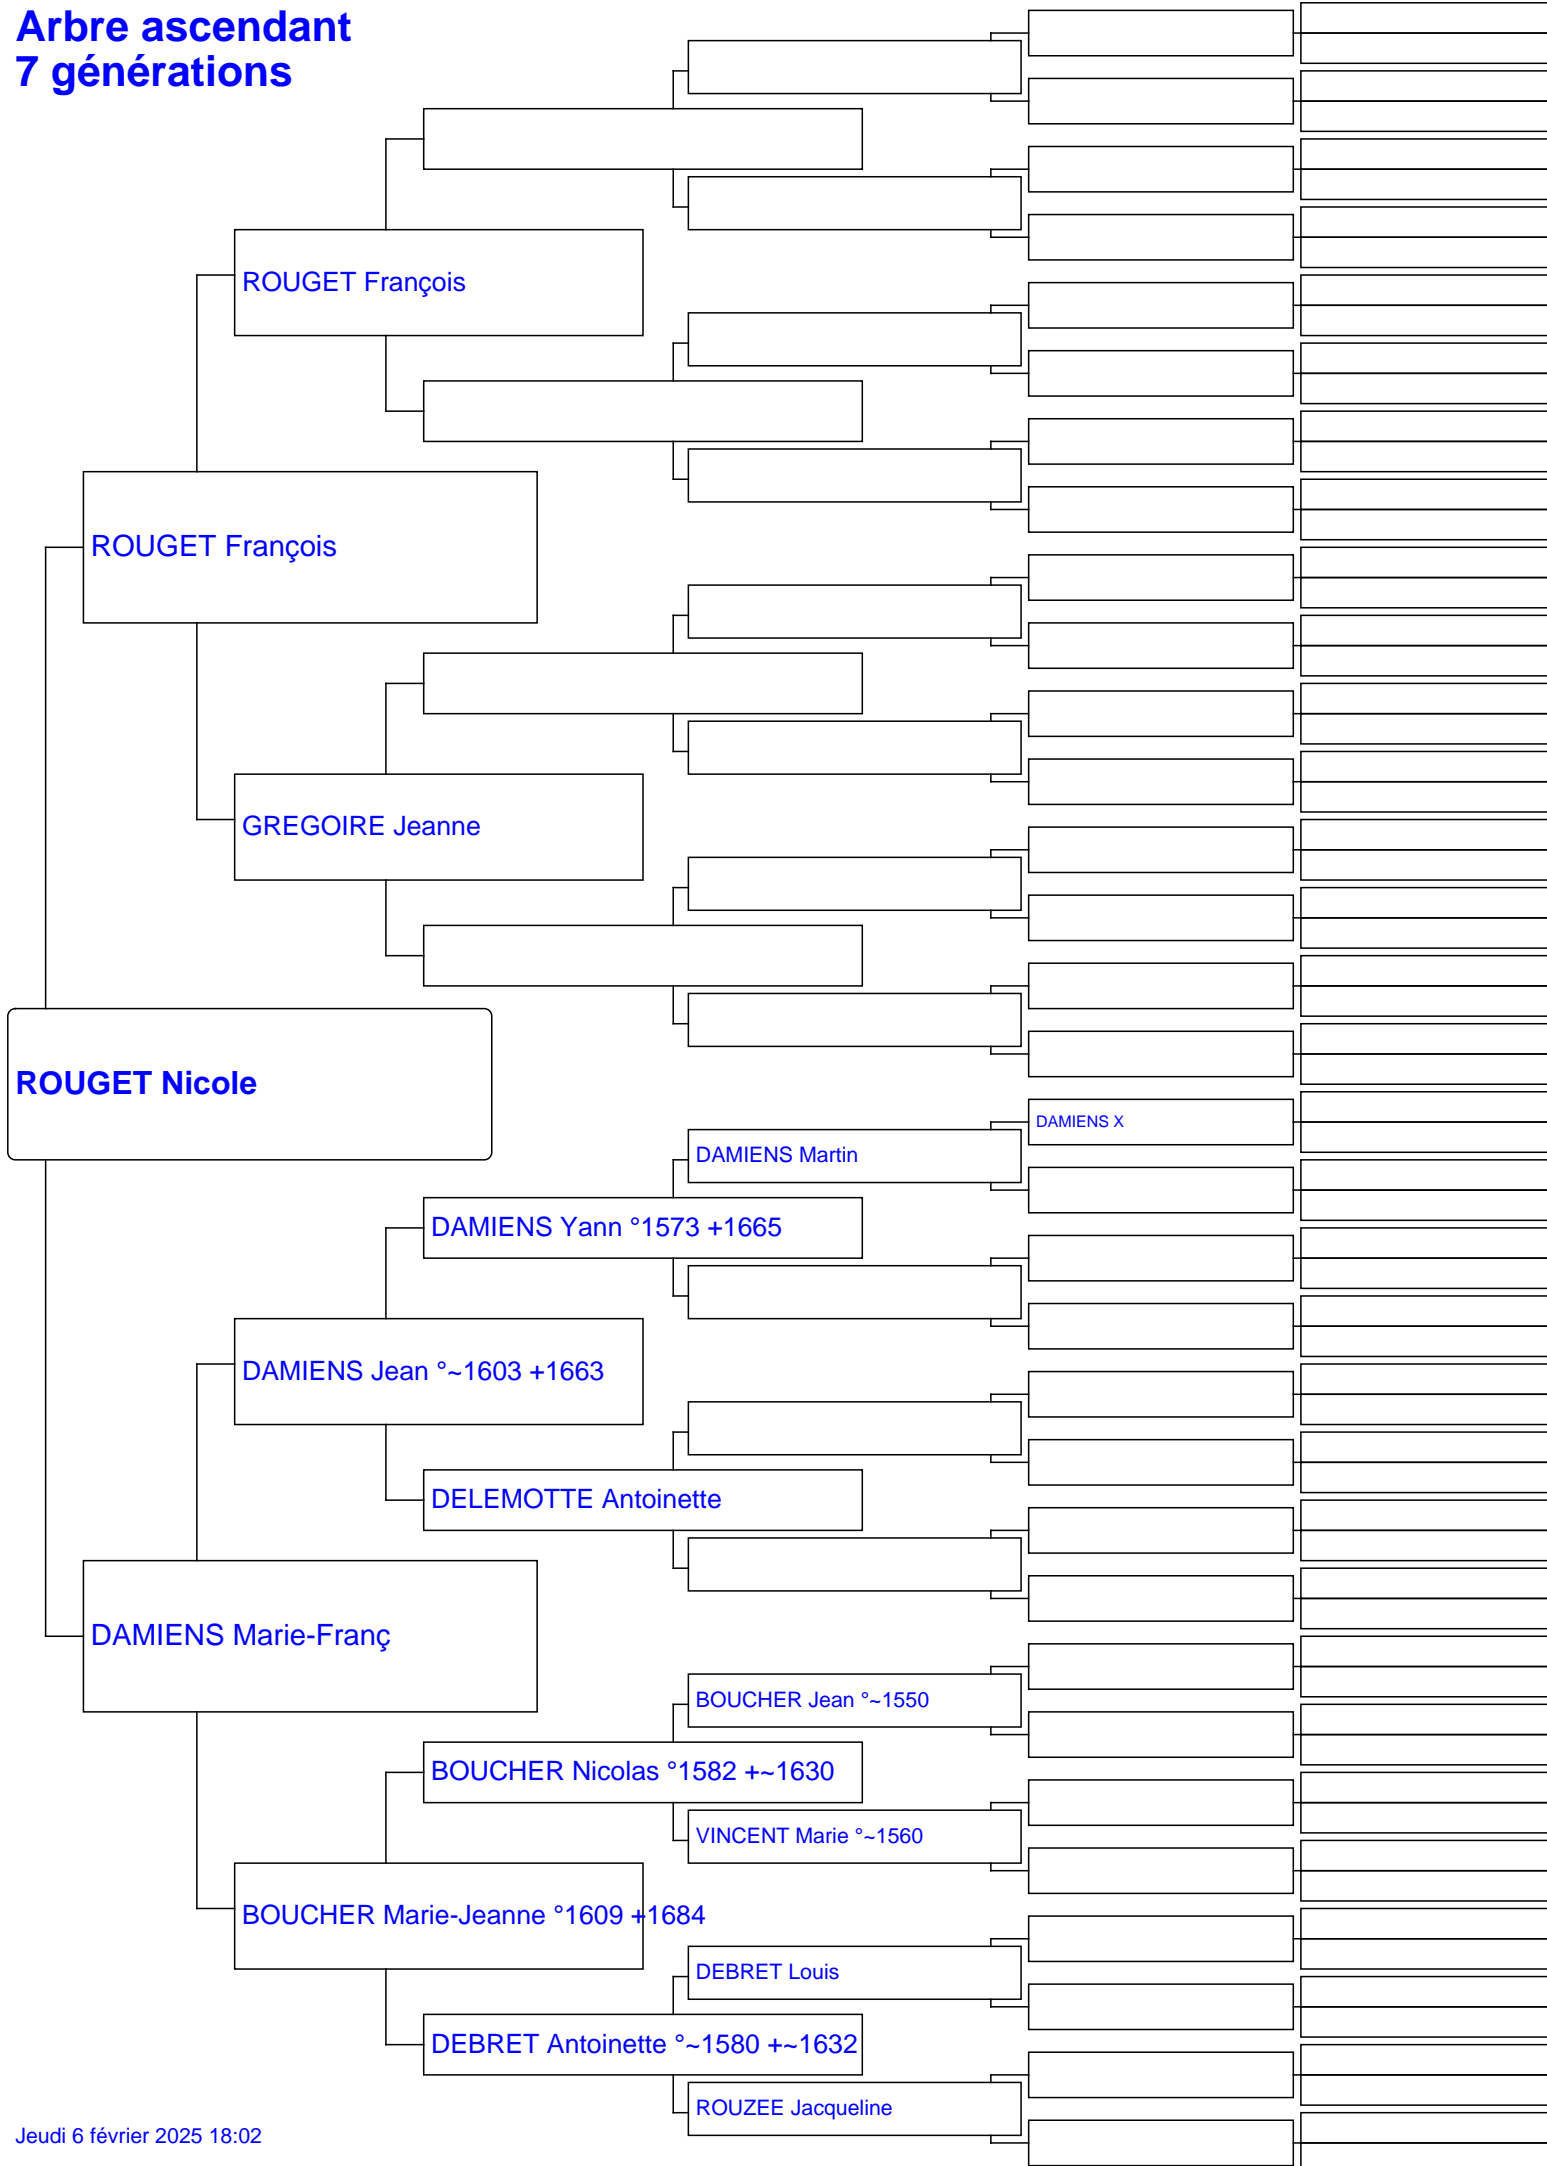 Arbre ascendant
7 générations
ROUGET François
ROUGET François
GREGOIRE Jeanne
ROUGET Nicole
DAMIENS X
DAMIENS Martin
DAMIENS Yann °1573 +1665
DAMIENS Jean °~1603 +1663
DELEMOTTE Antoinette
DAMIENS Marie-Franç
BOUCHER Jean °~1550
BOUCHER Nicolas °1582 +~1630
VINCENT Marie °~1560
BOUCHER Marie-Jeanne °1609 +1684
DEBRET Louis
DEBRET Antoinette °~1580 +~1632
ROUZEE Jacqueline
Jeudi 6 février 2025 18:02